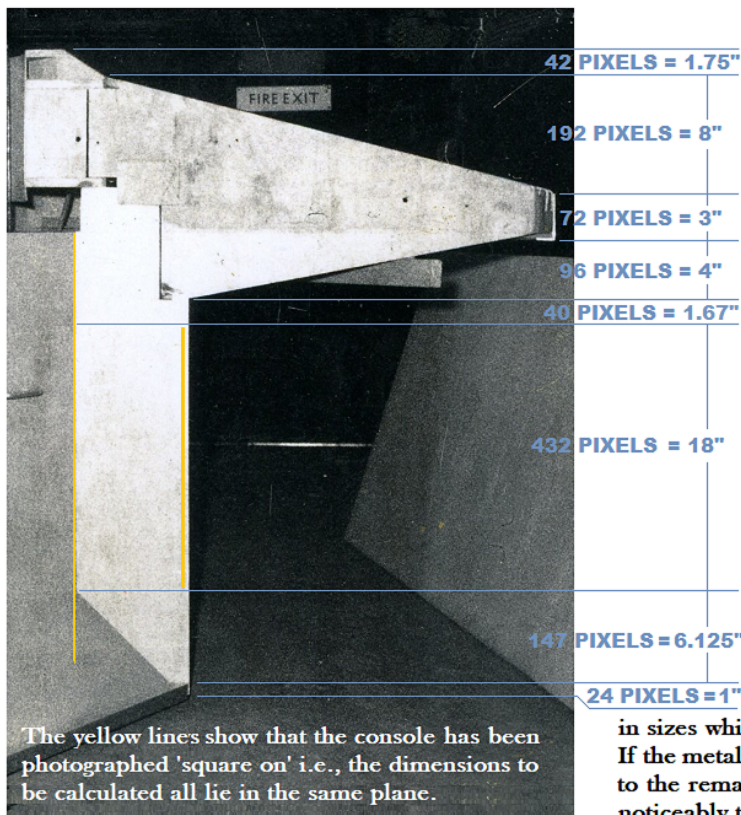 42 PIXELS = 1.75"
FIRE EXIT
192 PIXELS = 8"
72 PIXELS = 3"
96 PIXELS = 4"
40 PIXELS = 1.67"
432 PIXELS = 18"
147 PIXELS = 6.125"
24 PIXELS = 1"
The yellow lines show that the console has been
photographed 'square on' i.e., the dimensions to
be calculated all lie in the same plane.
in sizes whi
If the metal
to the rema
noticeably t